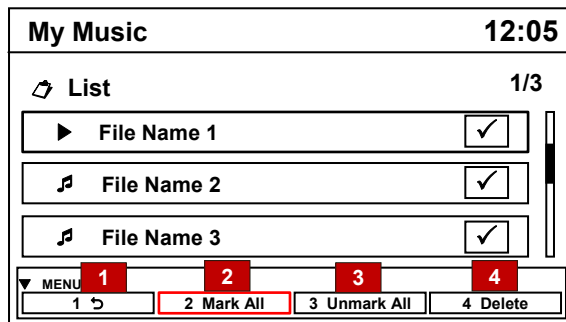 My Music 12:05
List 1/3
File Name 1
File Name 2
File Name 3
MENU 1 2 3 4
1 2 Mark All 3 Unmark All 4 Delete